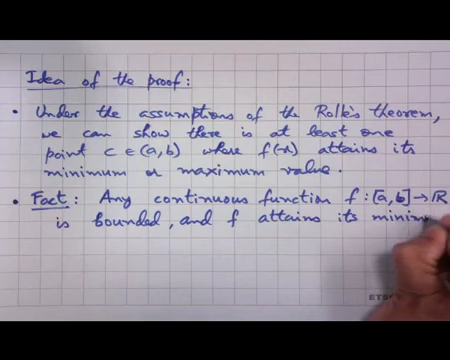 Idea of the proof:
• Under the assumptions of the Rolle's theorem,
we can show there is at least one
point c ∈ (a, b) where f(x) attains its
minimum or maximum value.
• Fact: Any continuous function f: [a, b] → ℝ
is bounded, and f attains its minim